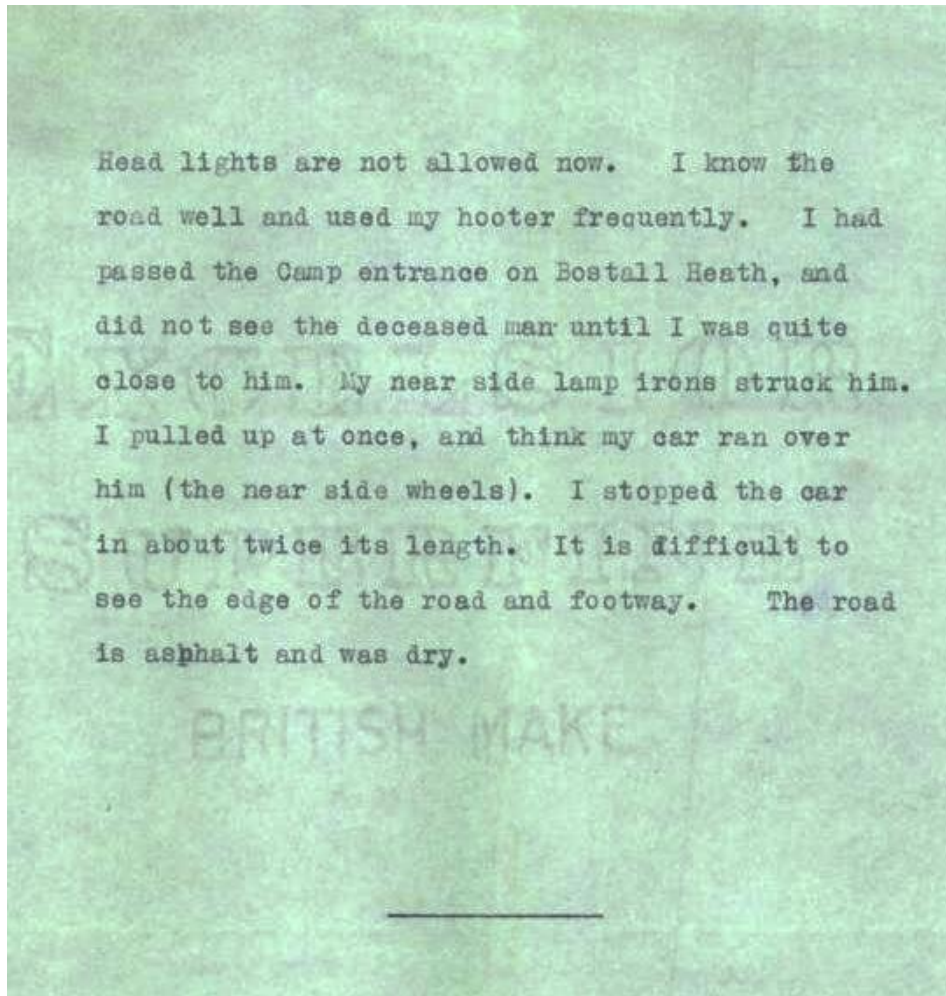 Head lights are not allowed now. I know the
road well and used my hooter frequently. I had
passed the Camp entrance on Bostall Heath, and
did not see the deceased man until I was quite
close to him. My near side lamp irons struck him.
I pulled up at once, and think my car ran over
him (the near side wheels). I stopped the car
in about twice its length. It is difficult to
see the edge of the road and footway. The road
is asphalt and was dry.
BRITISH MAKE